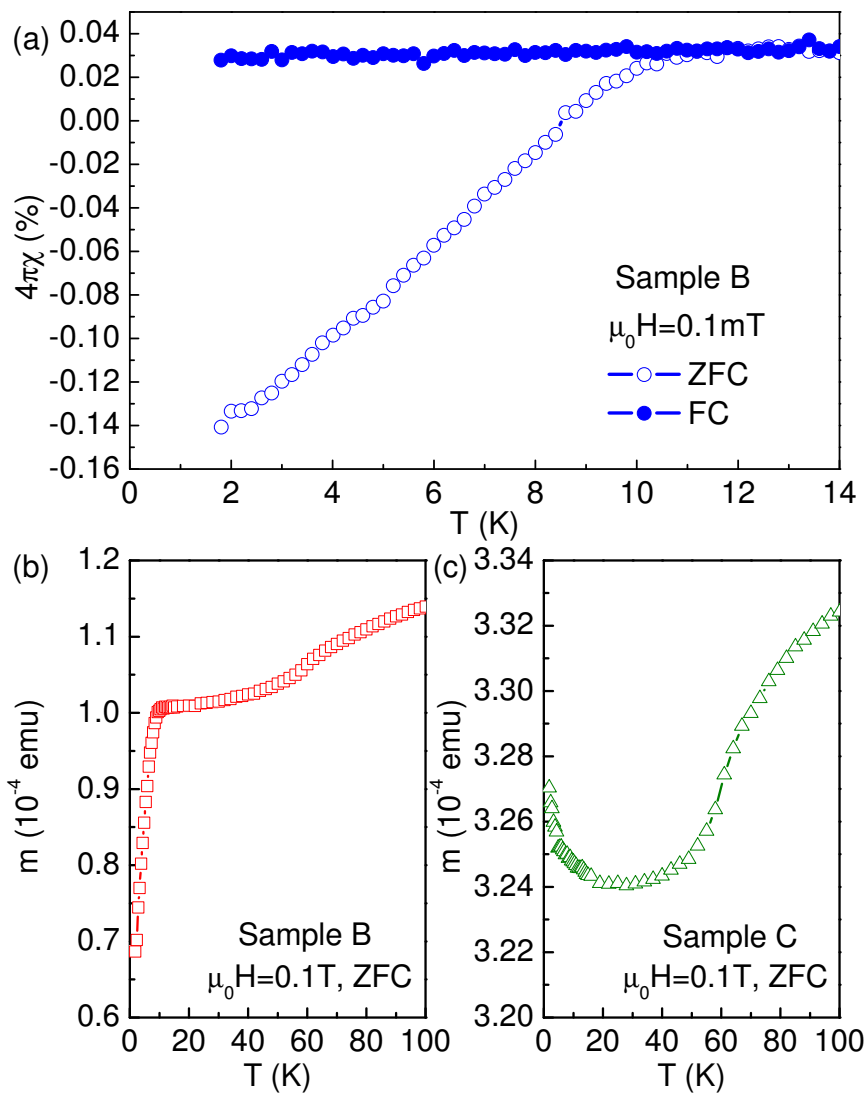 (a)
0.04
0.02
0.00
-0.02
-0.04
-0.06
-0.08
-0.10
-0.12
-0.14
-0.16
4πχ (%)
Sample B
μ₀H=0.1mT
ZFC
FC
0 2 4 6 8 10 12 14
T (K)
(b)
1.2
1.1
1.0
0.9
0.8
0.7
0.6
m (10⁻⁴ emu)
Sample B
μ₀H=0.1T, ZFC
0 20 40 60 80 100
T (K)
(c)
3.34
3.32
3.30
3.28
3.26
3.24
3.22
3.20
m (10⁻⁴ emu)
Sample C
μ₀H=0.1T, ZFC
0 20 40 60 80 100
T (K)